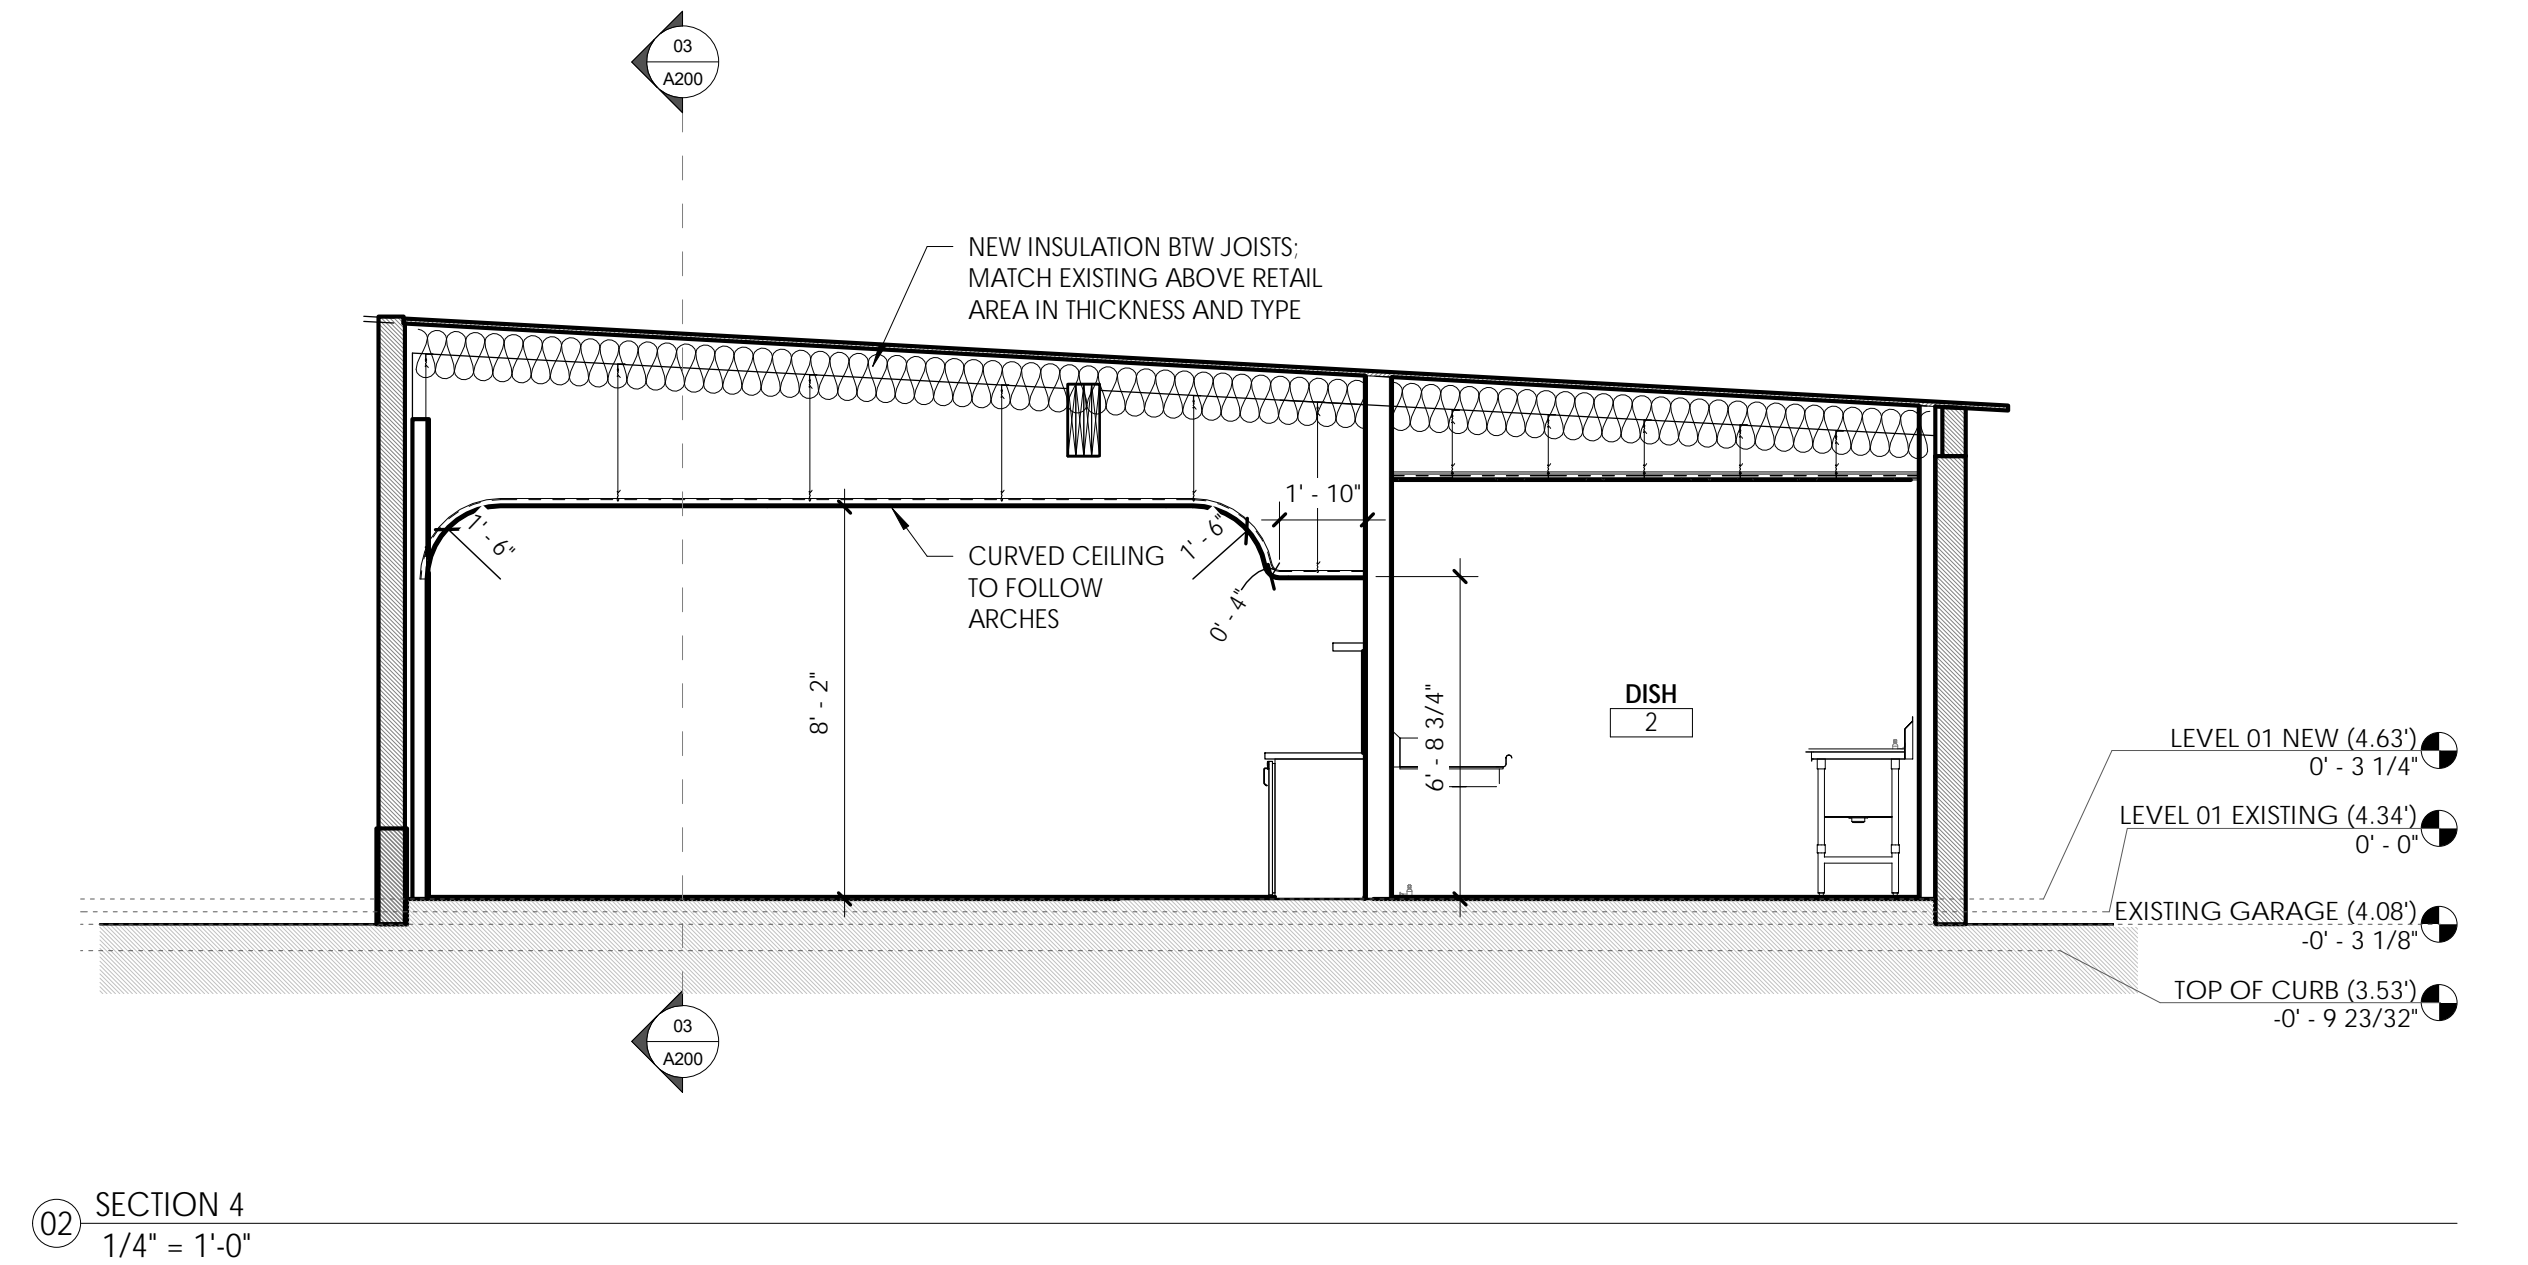 03
A200
NEW INSULATION BTW JOISTS;
MATCH EXISTING ABOVE RETAIL
AREA IN THICKNESS AND TYPE
1' - 10"
1' - 6"
1' - 6"
CURVED CEILING
TO FOLLOW
ARCHES
0' - 4"
8' - 2"
6' - 8 3/4"
DISH
2
LEVEL 01 NEW (4.63')
0' - 3 1/4"
LEVEL 01 EXISTING (4.34')
0' - 0"
EXISTING GARAGE (4.08')
-0' - 3 1/8"
TOP OF CURB (3.53')
-0' - 9 23/32"
03
A200
02
SECTION 4
1/4" = 1'-0"